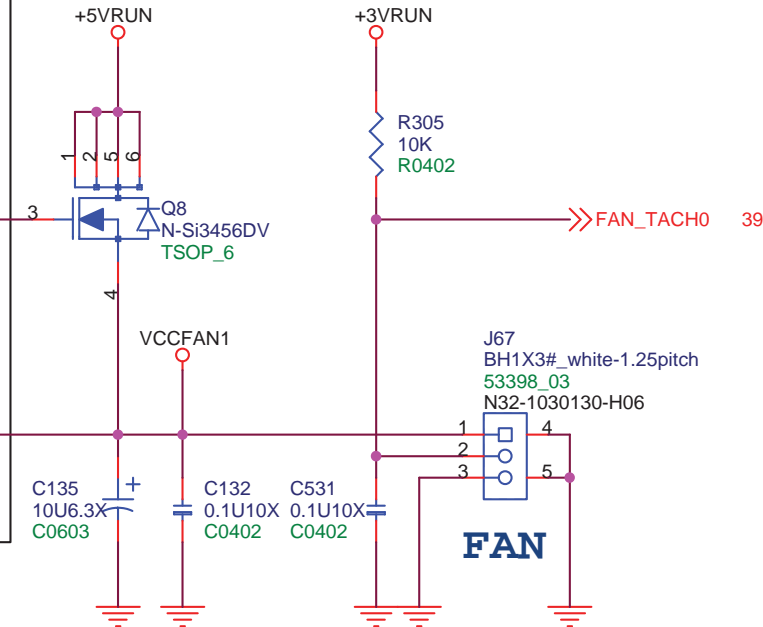 +5VRUN
+3VRUN
R305
10K
R0402
1
2
5
6
3
Q8
N-Si3456DV
TSOP_6
FAN_TACH0 39
4
VCCFAN1
J67
BH1X3#_white-1.25pitch
53398_03
N32-1030130-H06
1
2
3
4
5
C135
10U6.3X
C0603
+
C132
0.1U10X
C0402
C531
0.1U10X
C0402
FAN